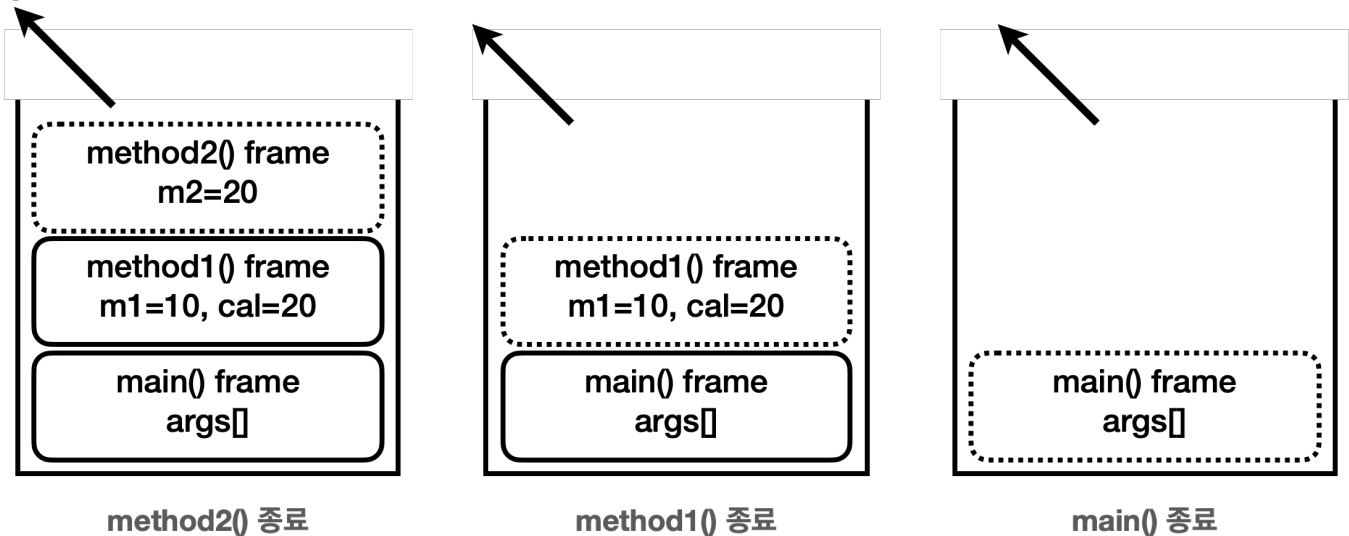 method2() frame
m2=20
method1() frame
m1=10, cal=20
main() frame
args[]
method2() 종료
method1() frame
m1=10, cal=20
main() frame
args[]
method1() 종료
main() frame
args[]
main() 종료